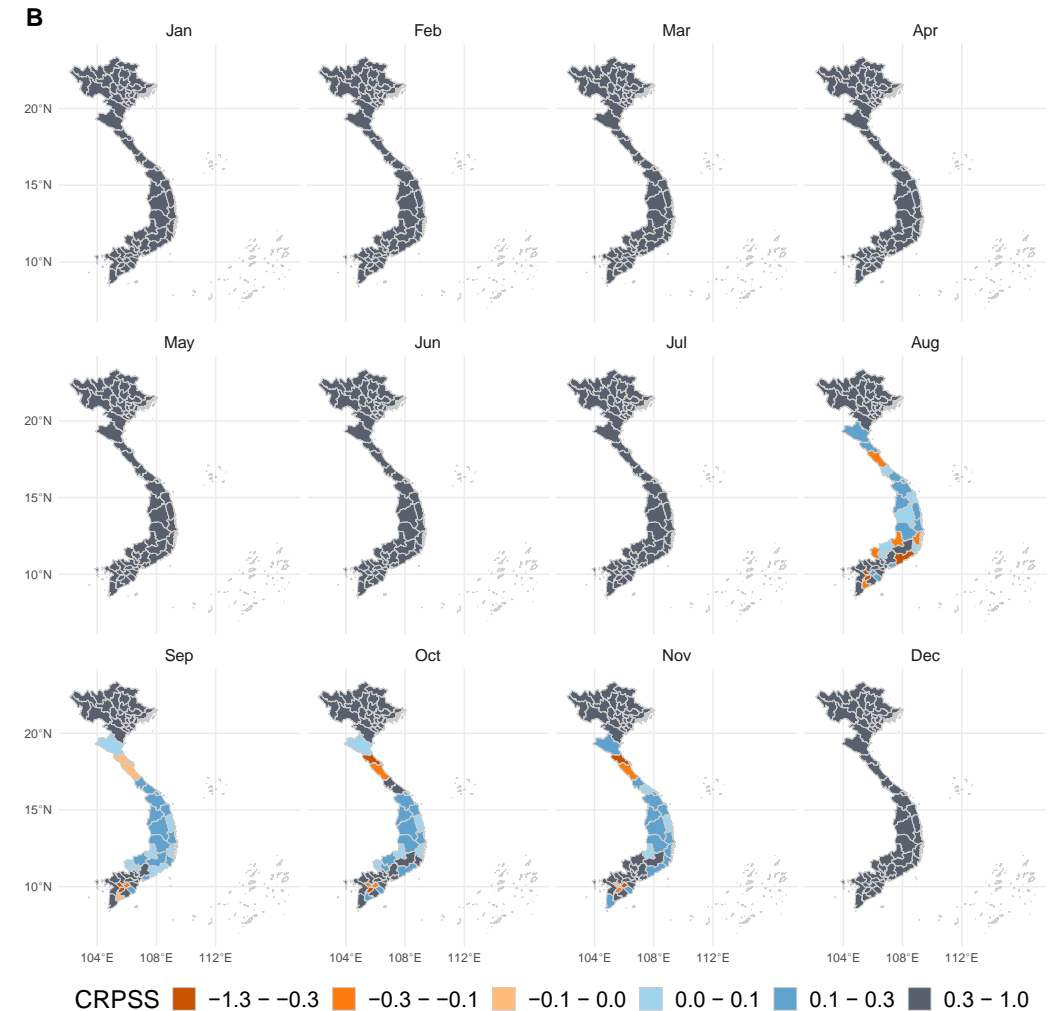 B
Jan Feb Mar Apr
20°N
15°N
10°N
May Jun Jul Aug
20°N
15°N
10°N
Sep Oct Nov Dec
20°N
15°N
10°N
104°E 108°E 112°E 104°E 108°E 112°E 104°E 108°E 112°E 104°E 108°E 112°E
CRPSS −1.3 − −0.3 −0.3 − −0.1 −0.1 − 0.0 0.0 − 0.1 0.1 − 0.3 0.3 − 1.0